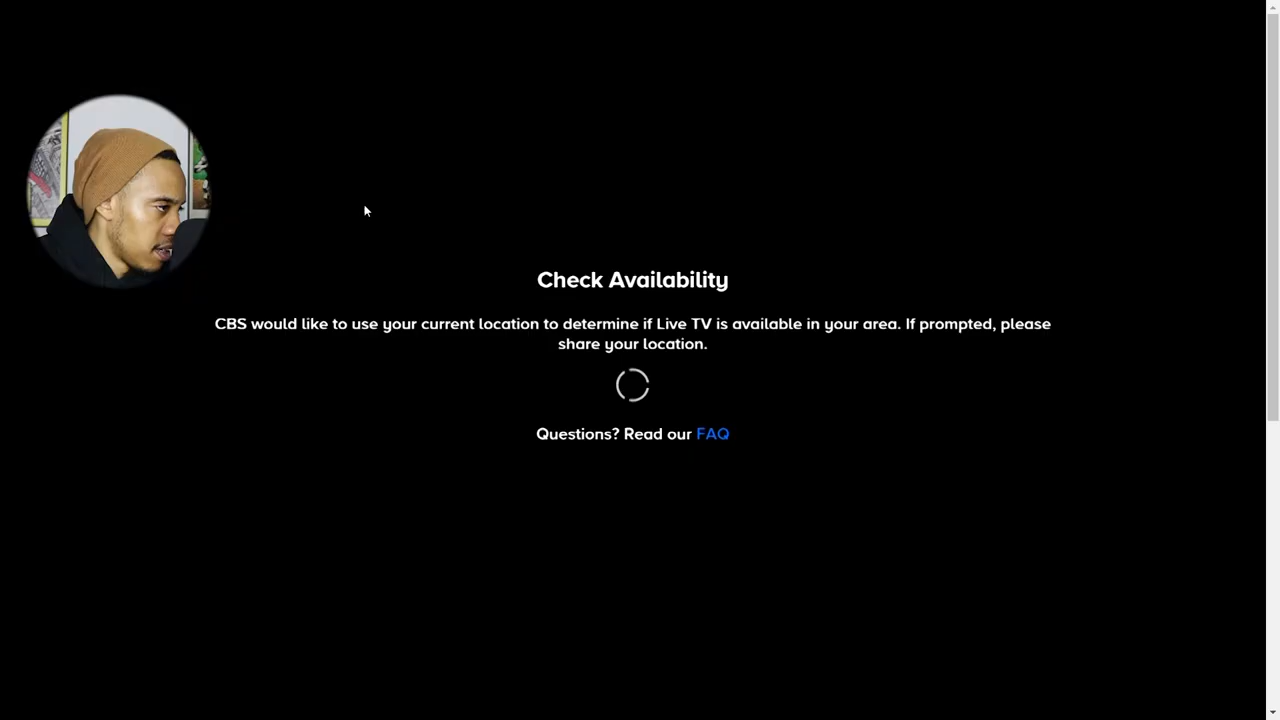 Check Availability
CBS would like to use your current location to determine if Live TV is available in your area. If prompted, please
share your location.
Questions? Read our FAQ